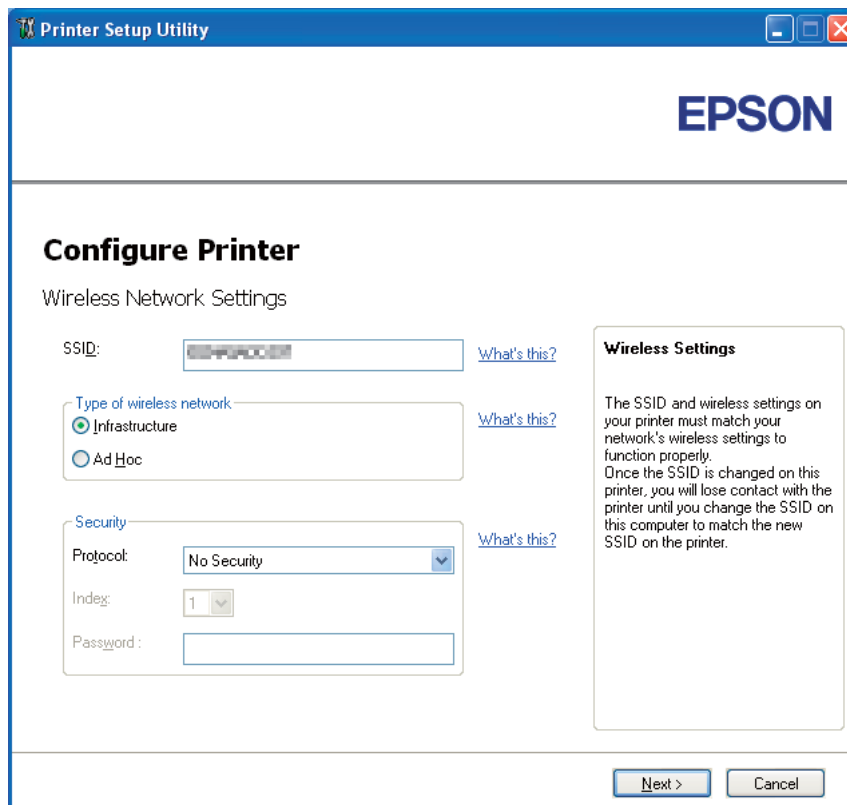 Printer Setup Utility
EPSON
Configure Printer
Wireless Network Settings
SSID:
What's this?
Type of wireless network
Infrastructure
Ad Hoc
What's this?
Security
Protocol:
No Security
What's this?
Index:
1
Password :
Wireless Settings
The SSID and wireless settings on
your printer must match your
network's wireless settings to
function properly.
Once the SSID is changed on this
printer, you will lose contact with the
printer until you change the SSID on
this computer to match the new
SSID on the printer.
Next >
Cancel